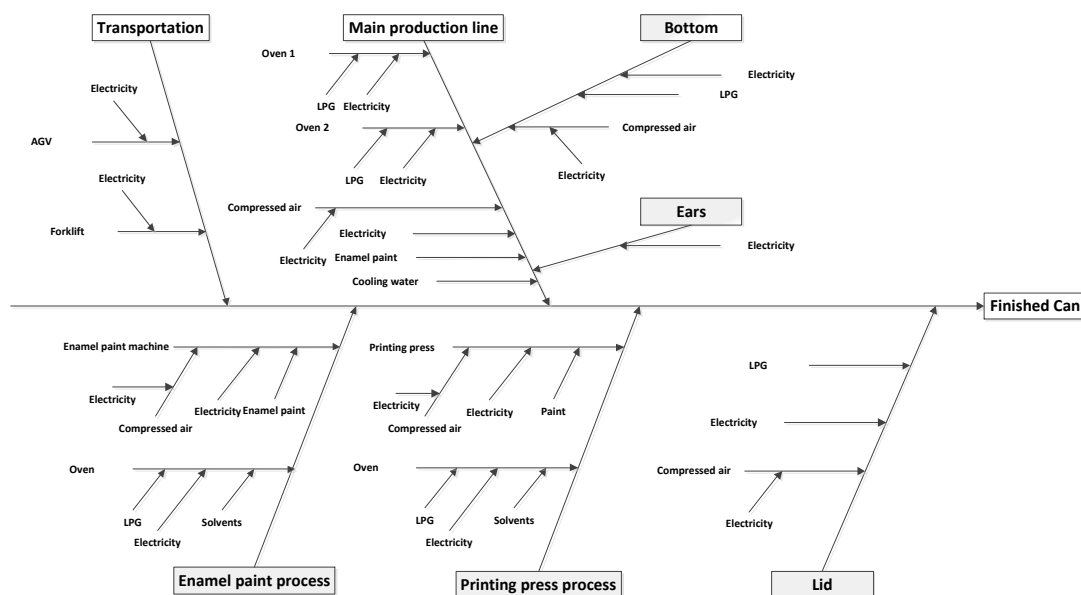 Transportation
Main production line
Bottom
Oven 1
Electricity
Electricity
LPG
Electricity
LPG
Oven 2
Compressed air
AGV
LPG
Electricity
Electricity
Electricity
Compressed air
Ears
Forklift
Electricity
Electricity
Electricity
Enamel paint
Cooling water
Finished Can
Enamel paint machine
Printing press
LPG
Electricity
Electricity
Electricity
Enamel paint
Electricity
Paint
Compressed air
Compressed air
Electricity
Oven
Oven
Compressed air
LPG
Solvents
LPG
Solvents
Electricity
Electricity
Electricity
Enamel paint process
Printing press process
Lid